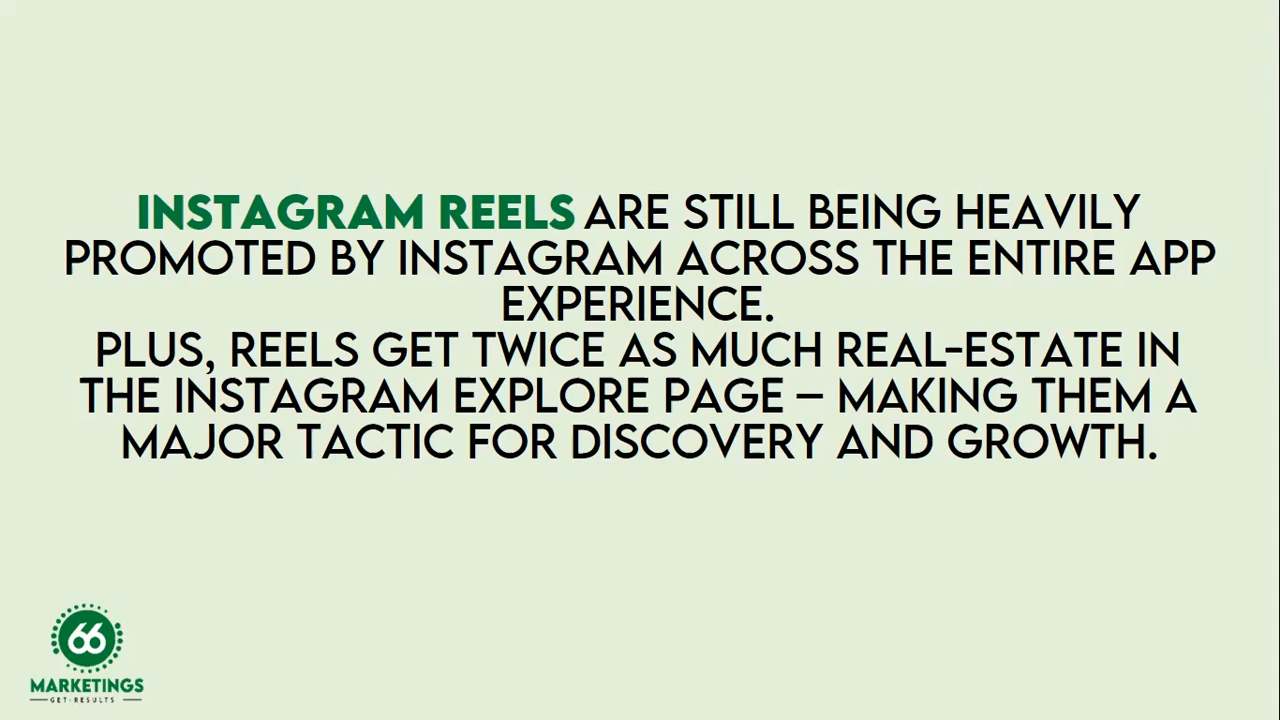 INSTAGRAM REELS ARE STILL BEING HEAVILY
PROMOTED BY INSTAGRAM ACROSS THE ENTIRE APP
EXPERIENCE.
PLUS, REELS GET TWICE AS MUCH REAL-ESTATE IN
THE INSTAGRAM EXPLORE PAGE – MAKING THEM A
MAJOR TACTIC FOR DISCOVERY AND GROWTH.
66
MARKETINGS
GET-RESULTS